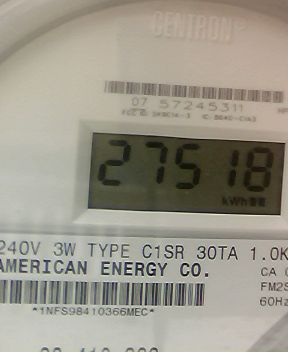 CENTRON®
07 57245311
27518
kWh
240V 3W TYPE C1SR 30TA 1.0K
AMERICAN ENERGY CO.
CA
FM2S
60Hz
*1NFS98410366MEC*